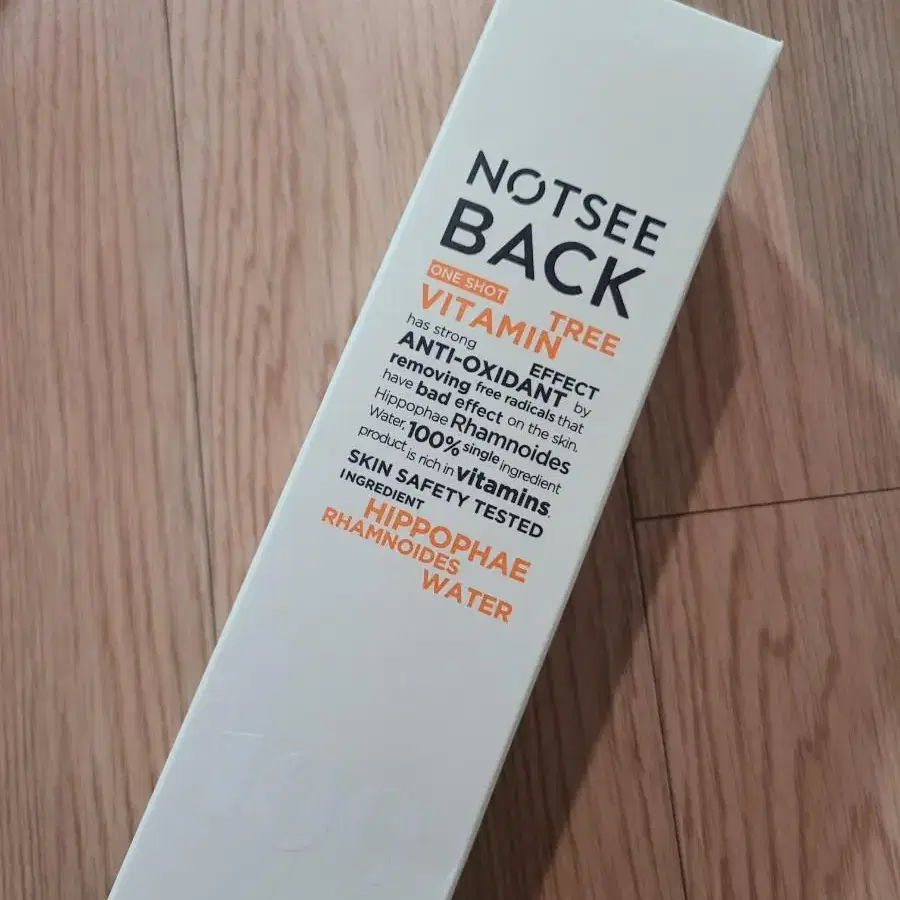 NOTSEE
BACK
ONE SHOT
VITAMIN TREE
has strong
ANTI-OXIDANT EFFECT by
removing free radicals that
have bad effect on the skin.
Hippophae Rhamnoides
Water, 100% single ingredient
product is rich in vitamins.
SKIN SAFETY TESTED
INGREDIENT
HIPPOPHAE
RHAMNOIDES
WATER